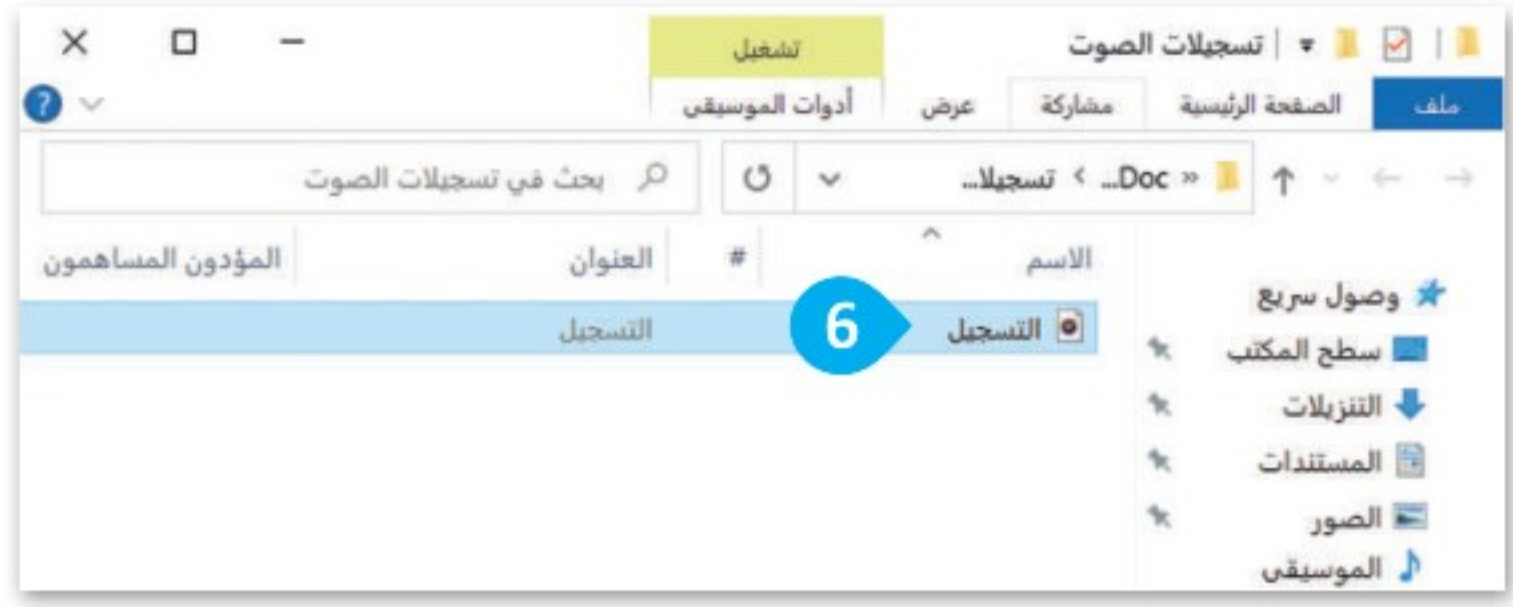 تسجيلات الصوت
تشغيل
ملف
الصفحة الرئيسية
مشاركة
عرض
أدوات الموسيقى
?
« Doc... › تسجيلا...
بحث في تسجيلات الصوت
الاسم
#
العنوان
المؤدون المساهمون
التسجيل
6
التسجيل
وصول سريع
سطح المكتب
التنزيلات
المستندات
الصور
الموسيقى